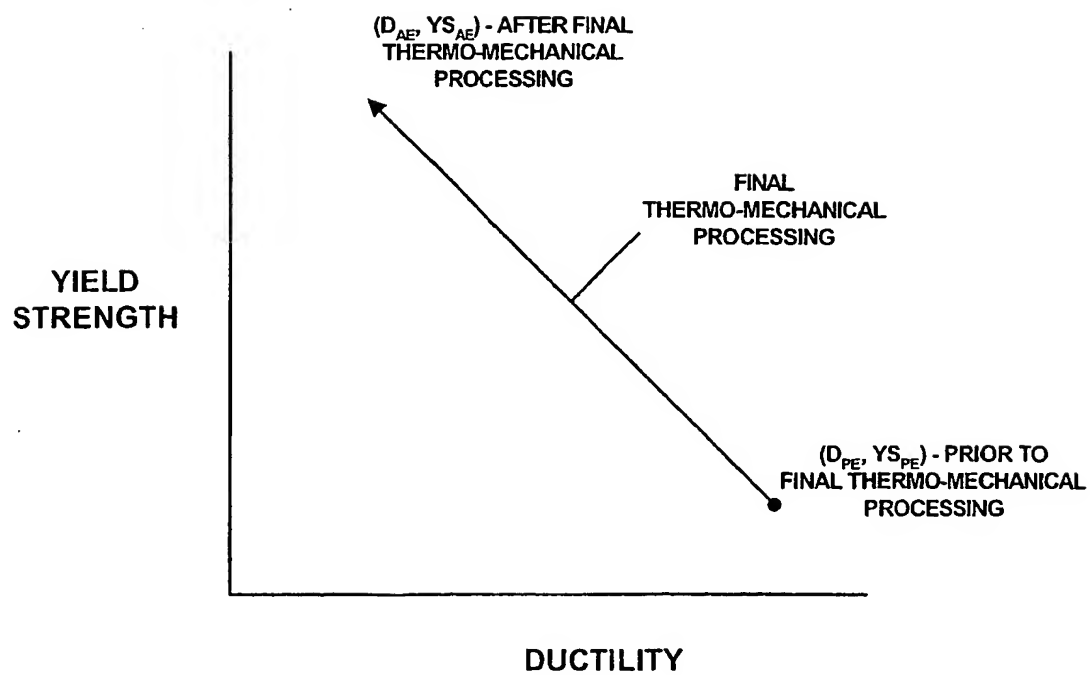 (D_AE, YS_AE) - AFTER FINAL
THERMO-MECHANICAL
PROCESSING
FINAL
THERMO-MECHANICAL
PROCESSING
YIELD
STRENGTH
(D_PE, YS_PE) - PRIOR TO
FINAL THERMO-MECHANICAL
PROCESSING
DUCTILITY